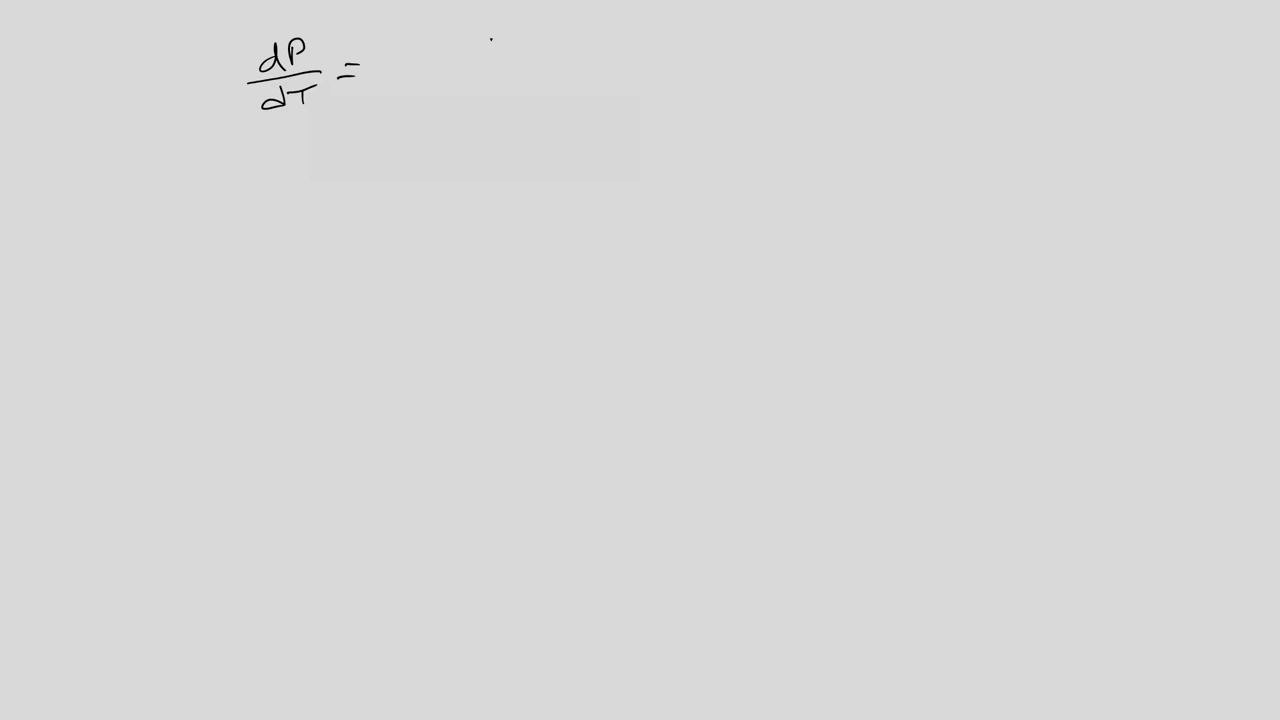 dP/dT =